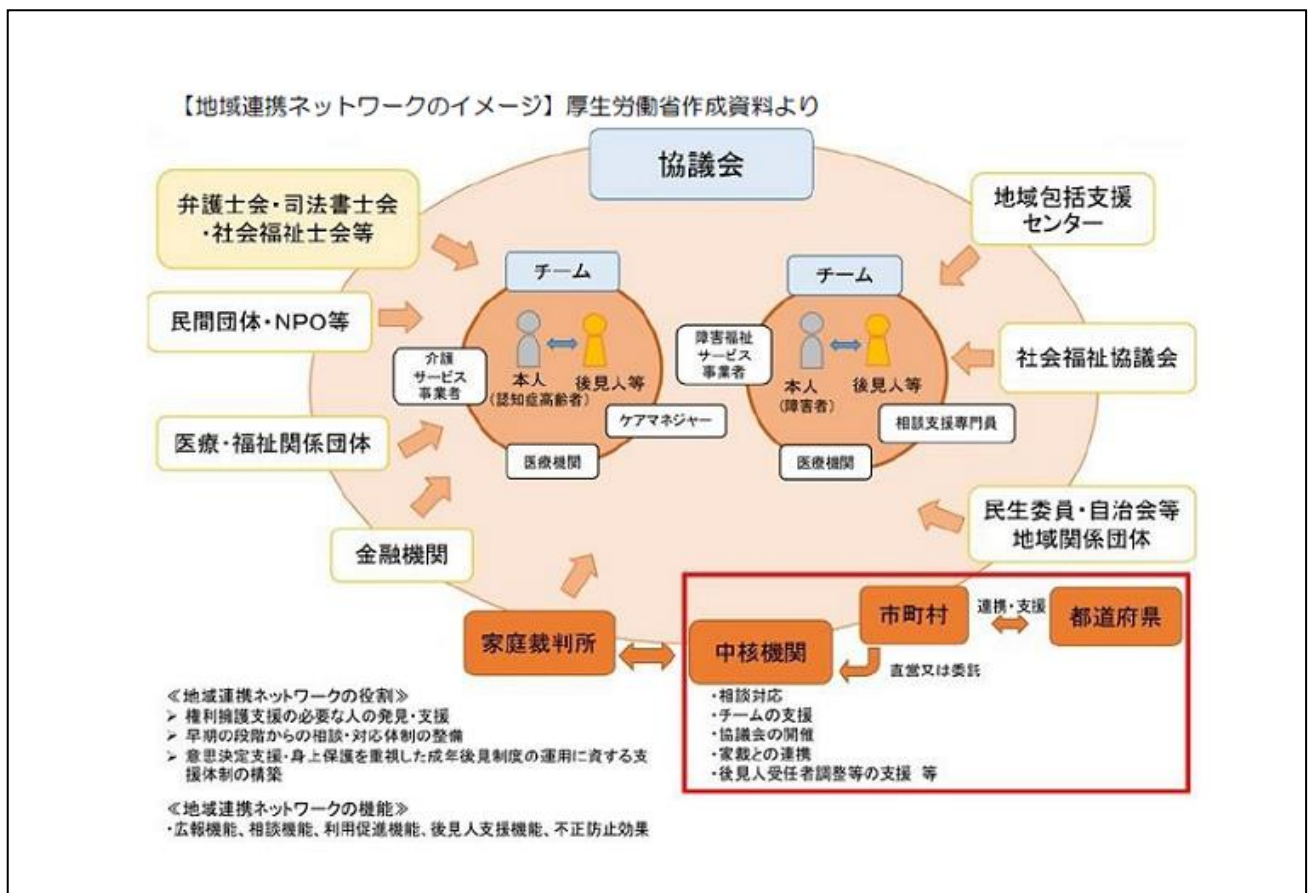 【地域連携ネットワークのイメージ】厚生労働省作成資料より
協議会
弁護士会・司法書士会
・社会福祉士会等
民間団体・NPO等
医療・福祉関係団体
金融機関
地域包括支援
センター
社会福祉協議会
民生委員・自治会等
地域関係団体
チーム
介護
サービス
事業者
本人
(認知症高齢者)
後見人等
ケアマネジャー
医療機関
チーム
障害福祉
サービス
事業者
本人
(障害者)
後見人等
相談支援専門員
医療機関
家庭裁判所
中核機関
市町村
連携・支援
都道府県
直営又は委託
・相談対応
・チームの支援
・協議会の開催
・家裁との連携
・後見人受任者調整等の支援 等
≪地域連携ネットワークの役割≫
➢ 権利擁護支援の必要な人の発見・支援
➢ 早期の段階からの相談・対応体制の整備
➢ 意思決定支援・身上保護を重視した成年後見制度の運用に資する支
援体制の構築
≪地域連携ネットワークの機能≫
・広報機能、相談機能、利用促進機能、後見人支援機能、不正防止効果